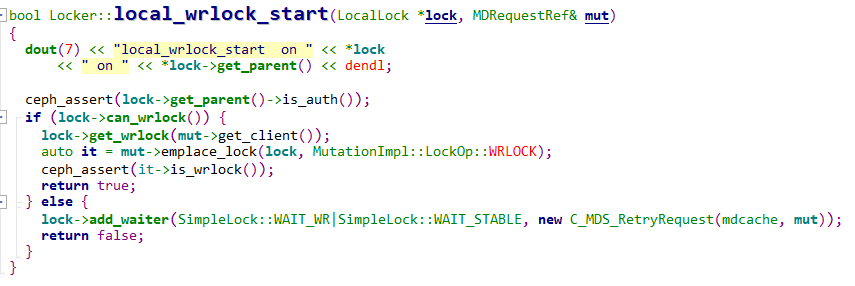 bool Locker::local_wrlock_start(LocalLock *lock, MDRequestRef& mut)
{
  dout(7) << "local_wrlock_start  on " << *lock
      << " on " << *lock->get_parent() << dendl;

  ceph_assert(lock->get_parent()->is_auth());
  if (lock->can_wrlock()) {
    lock->get_wrlock(mut->get_client());
    auto it = mut->emplace_lock(lock, MutationImpl::LockOp::WRLOCK);
    ceph_assert(it->is_wrlock());
    return true;
  } else {
    lock->add_waiter(SimpleLock::WAIT_WR|SimpleLock::WAIT_STABLE, new C_MDS_RetryRequest(mdcache, mut));
    return false;
  }
}